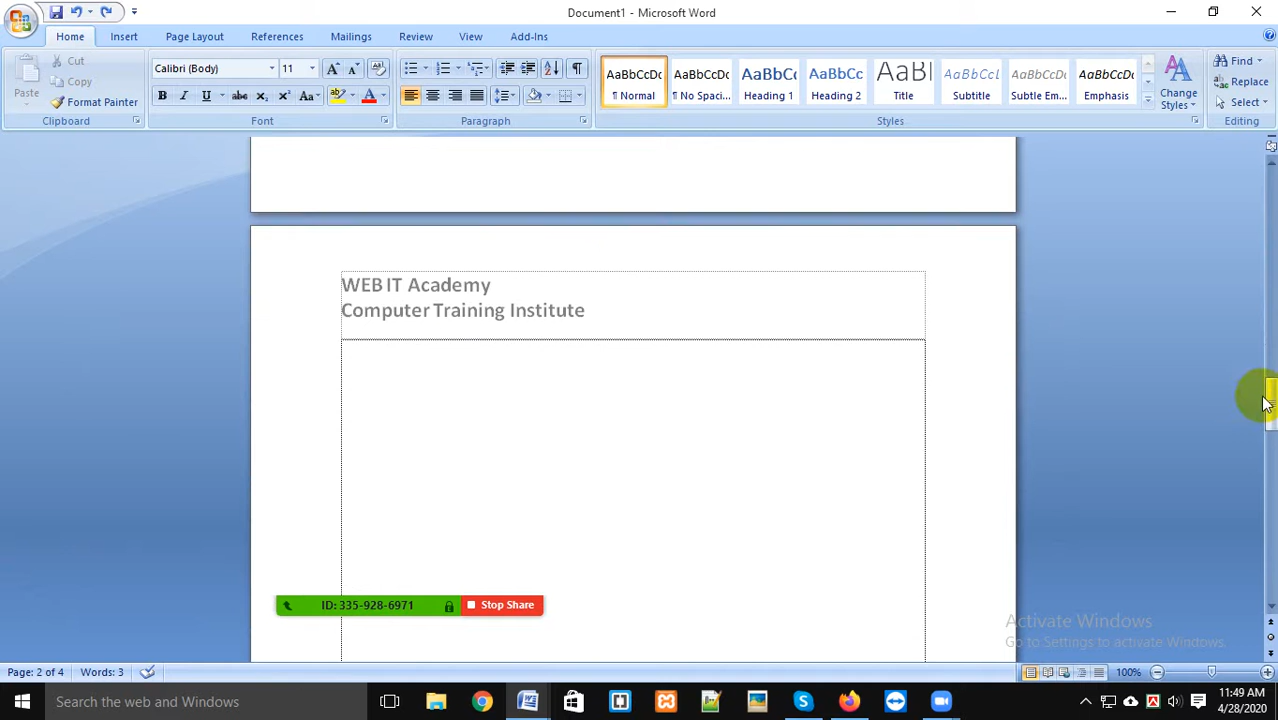 Document1 - Microsoft Word
Home Insert Page Layout References Mailings Review View Add-Ins
Paste
Cut
Copy
Format Painter
Clipboard
Calibri (Body) 11
Font
Paragraph
AaBbCcDc AaBbCcDc AaBbCc AaBbCc AaBl AaBbCcL AaBbCcDc AaBbCcDc
¶ Normal ¶ No Spaci... Heading 1 Heading 2 Title Subtitle Subtle Em... Emphasis
Change Styles
Styles
Find
Replace
Select
Editing
WEB IT Academy
Computer Training Institute
ID: 335-928-6971 Stop Share
Activate Windows
Go to Settings to activate Windows.
Page: 2 of 4 Words: 3 100%
Search the web and Windows
11:49 AM
4/28/2020